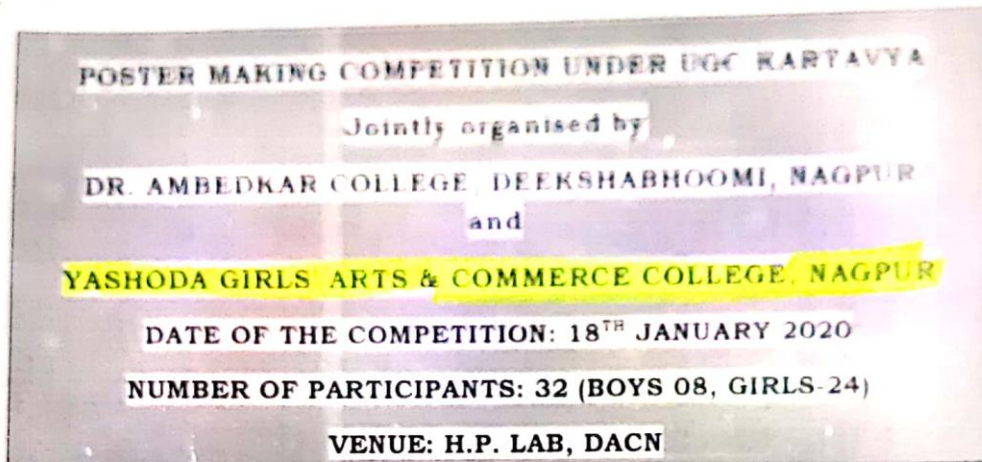 POSTER MAKING COMPETITION UNDER UGC KARTAVYA
Jointly organised by
DR. AMBEDKAR COLLEGE, DEEKSHABHOOMI, NAGPUR
and
YASHODA GIRLS' ARTS & COMMERCE COLLEGE, NAGPUR
DATE OF THE COMPETITION: 18TH JANUARY 2020
NUMBER OF PARTICIPANTS: 32 (BOYS 08, GIRLS-24)
VENUE: H.P. LAB, DACN